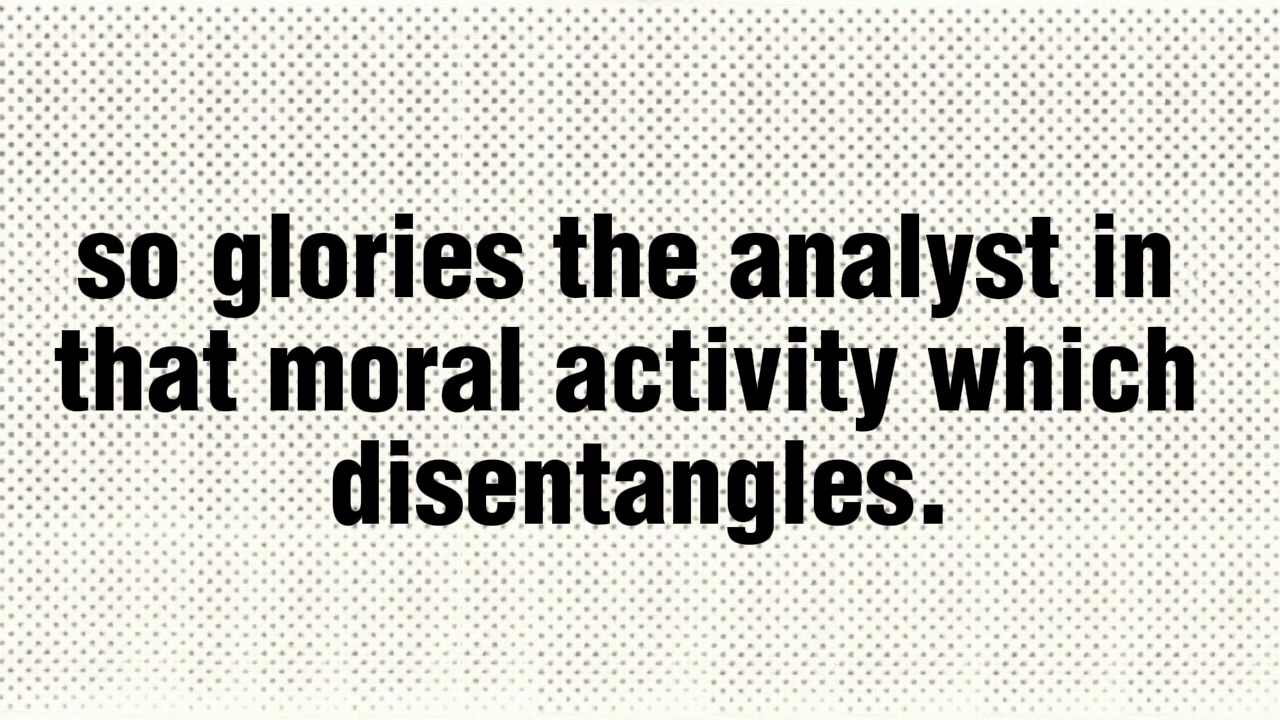 so glories the analyst in
that moral activity which
disentangles.